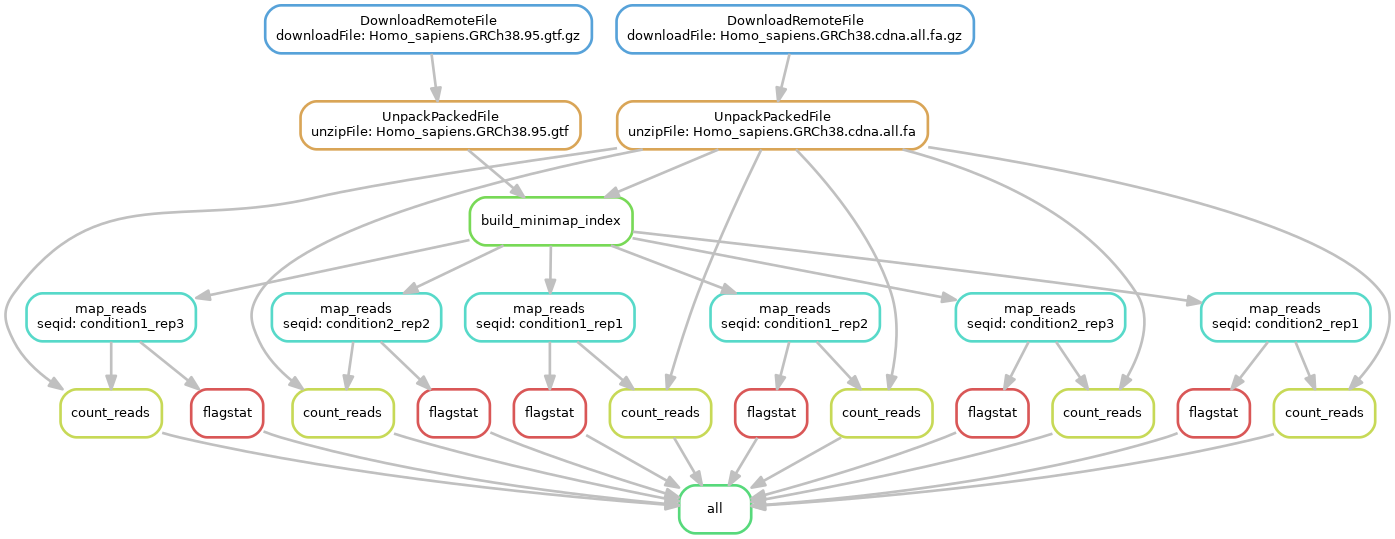 DownloadRemoteFile
downloadFile: Homo_sapiens.GRCh38.95.gtf.gz
DownloadRemoteFile
downloadFile: Homo_sapiens.GRCh38.cdna.all.fa.gz
UnpackPackedFile
unzipFile: Homo_sapiens.GRCh38.95.gtf
UnpackPackedFile
unzipFile: Homo_sapiens.GRCh38.cdna.all.fa
build_minimap_index
map_reads
seqid: condition1_rep3
map_reads
seqid: condition2_rep2
map_reads
seqid: condition1_rep1
map_reads
seqid: condition1_rep2
map_reads
seqid: condition2_rep3
map_reads
seqid: condition2_rep1
count_reads
flagstat
count_reads
flagstat
flagstat
count_reads
flagstat
count_reads
flagstat
count_reads
flagstat
count_reads
all